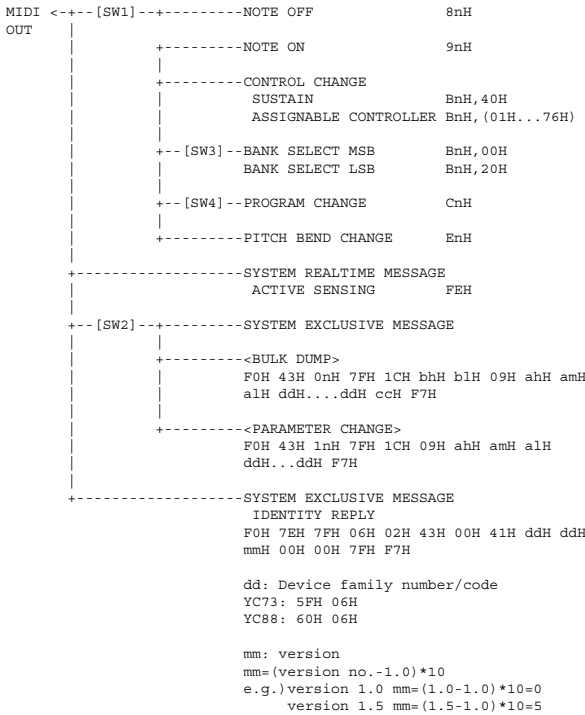 MIDI <-+--[SW1]--+---------NOTE OFF 8nH
OUT |
+---------NOTE ON 9nH
+---------CONTROL CHANGE
SUSTAIN BnH,40H
ASSIGNABLE CONTROLLER BnH,(01H...76H)
+--[SW3]--BANK SELECT MSB BnH,00H
BANK SELECT LSB BnH,20H
+--[SW4]--PROGRAM CHANGE CnH
+---------PITCH BEND CHANGE EnH
+-------------------SYSTEM REALTIME MESSAGE
ACTIVE SENSING FEH
+--[SW2]--+---------SYSTEM EXCLUSIVE MESSAGE
+---------<BULK DUMP>
F0H 43H 0nH 7FH 1CH bhH blH 09H ahH amH
alH ddH....ddH ccH F7H
+---------<PARAMETER CHANGE>
F0H 43H 1nH 7FH 1CH 09H ahH amH alH
ddH...ddH F7H
+-------------------SYSTEM EXCLUSIVE MESSAGE
IDENTITY REPLY
F0H 7EH 7FH 06H 02H 43H 00H 41H ddH ddH
mmH 00H 00H 7FH F7H
dd: Device family number/code
YC73: 5FH 06H
YC88: 60H 06H
mm: version
mm=(version no.-1.0)*10
e.g.)version 1.0 mm=(1.0-1.0)*10=0
version 1.5 mm=(1.5-1.0)*10=5